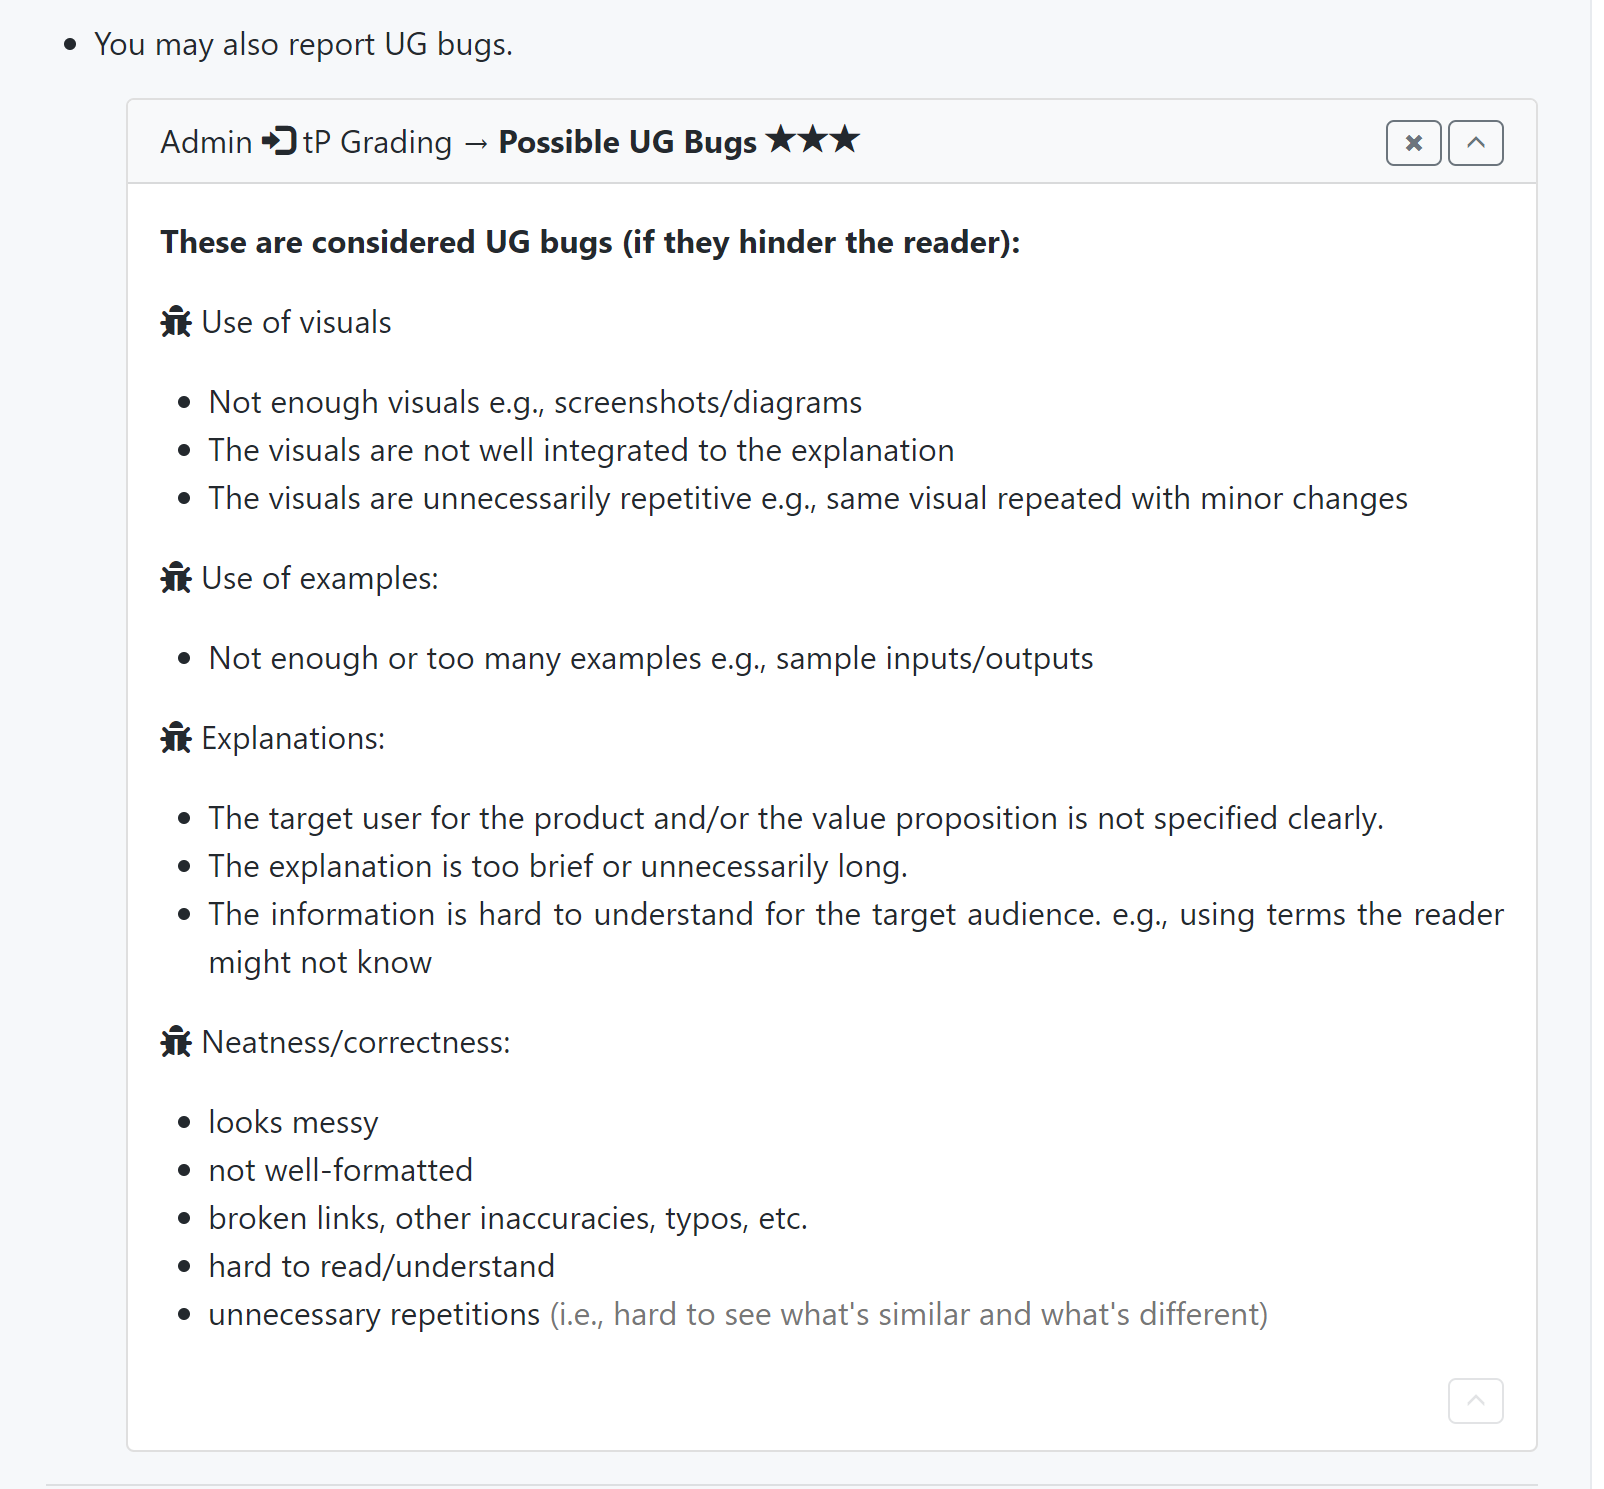 You may also report UG bugs.
Admin tP Grading → Possible UG Bugs ★★★
These are considered UG bugs (if they hinder the reader):
Use of visuals
Not enough visuals e.g., screenshots/diagrams
The visuals are not well integrated to the explanation
The visuals are unnecessarily repetitive e.g., same visual repeated with minor changes
Use of examples:
Not enough or too many examples e.g., sample inputs/outputs
Explanations:
The target user for the product and/or the value proposition is not specified clearly.
The explanation is too brief or unnecessarily long.
The information is hard to understand for the target audience. e.g., using terms the reader
might not know
Neatness/correctness:
looks messy
not well-formatted
broken links, other inaccuracies, typos, etc.
hard to read/understand
unnecessary repetitions (i.e., hard to see what's similar and what's different)